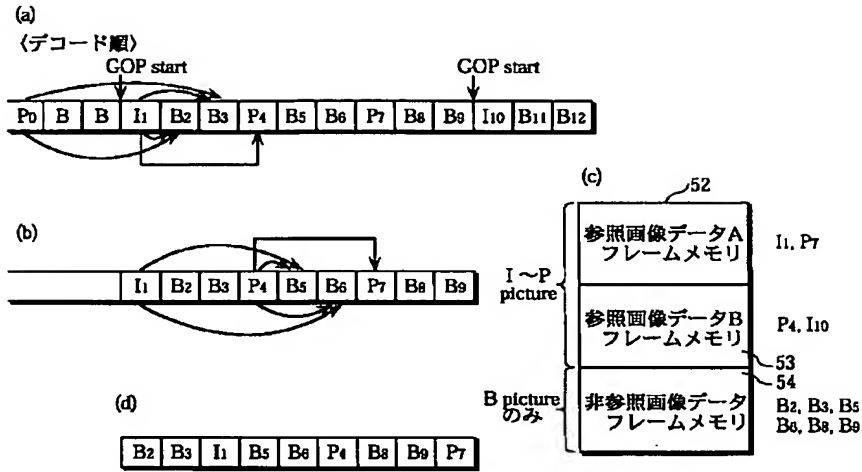 (a)
〈デコード順〉
GOP start
GOP start
P0 B B I1 B2 B3 P4 B5 B6 P7 B8 B9 I10 B11 B12
(b)
I1 B2 B3 P4 B5 B6 P7 B8 B9
(c)
52
参照画像データA
フレームメモリ
I1, P7
I～P
picture
参照画像データB
フレームメモリ
P4, I10
53
54
B picture
のみ
非参照画像データ
フレームメモリ
B2, B3, B5
B6, B8, B9
(d)
B2 B3 I1 B5 B6 P4 B8 B9 P7